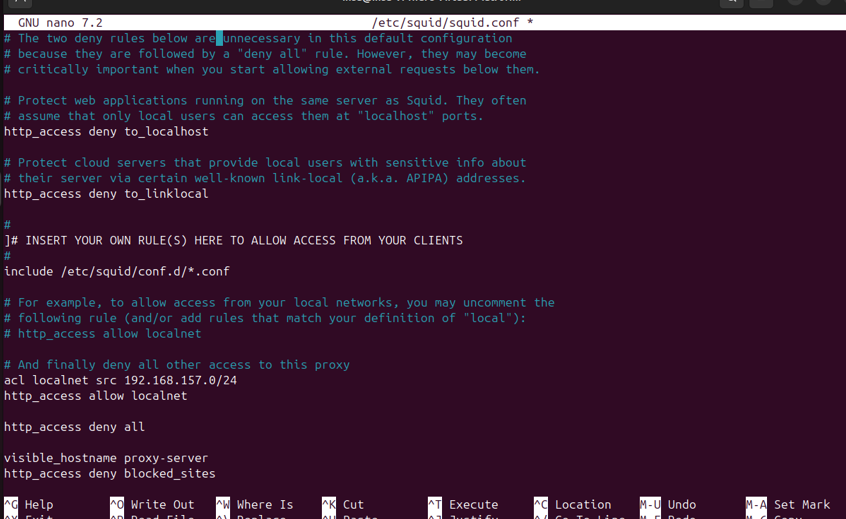 GNU nano 7.2 /etc/squid/squid.conf *
# The two deny rules below are unnecessary in this default configuration
# because they are followed by a "deny all" rule. However, they may become
# critically important when you start allowing external requests below them.
# Protect web applications running on the same server as Squid. They often
# assume that only local users can access them at "localhost" ports.
http_access deny to_localhost
# Protect cloud servers that provide local users with sensitive info about
# their server via certain well-known link-local (a.k.a. APIPA) addresses.
http_access deny to_linklocal
#
]# INSERT YOUR OWN RULE(S) HERE TO ALLOW ACCESS FROM YOUR CLIENTS
#
include /etc/squid/conf.d/*.conf
# For example, to allow access from your local networks, you may uncomment the
# following rule (and/or add rules that match your definition of "local"):
# http_access allow localnet
# And finally deny all other access to this proxy
acl localnet src 192.168.157.0/24
http_access allow localnet
http_access deny all
visible_hostname proxy-server
http_access deny blocked_sites
^G Help ^O Write Out ^W Where Is ^K Cut ^T Execute ^C Location M-U Undo M-A Set Mark